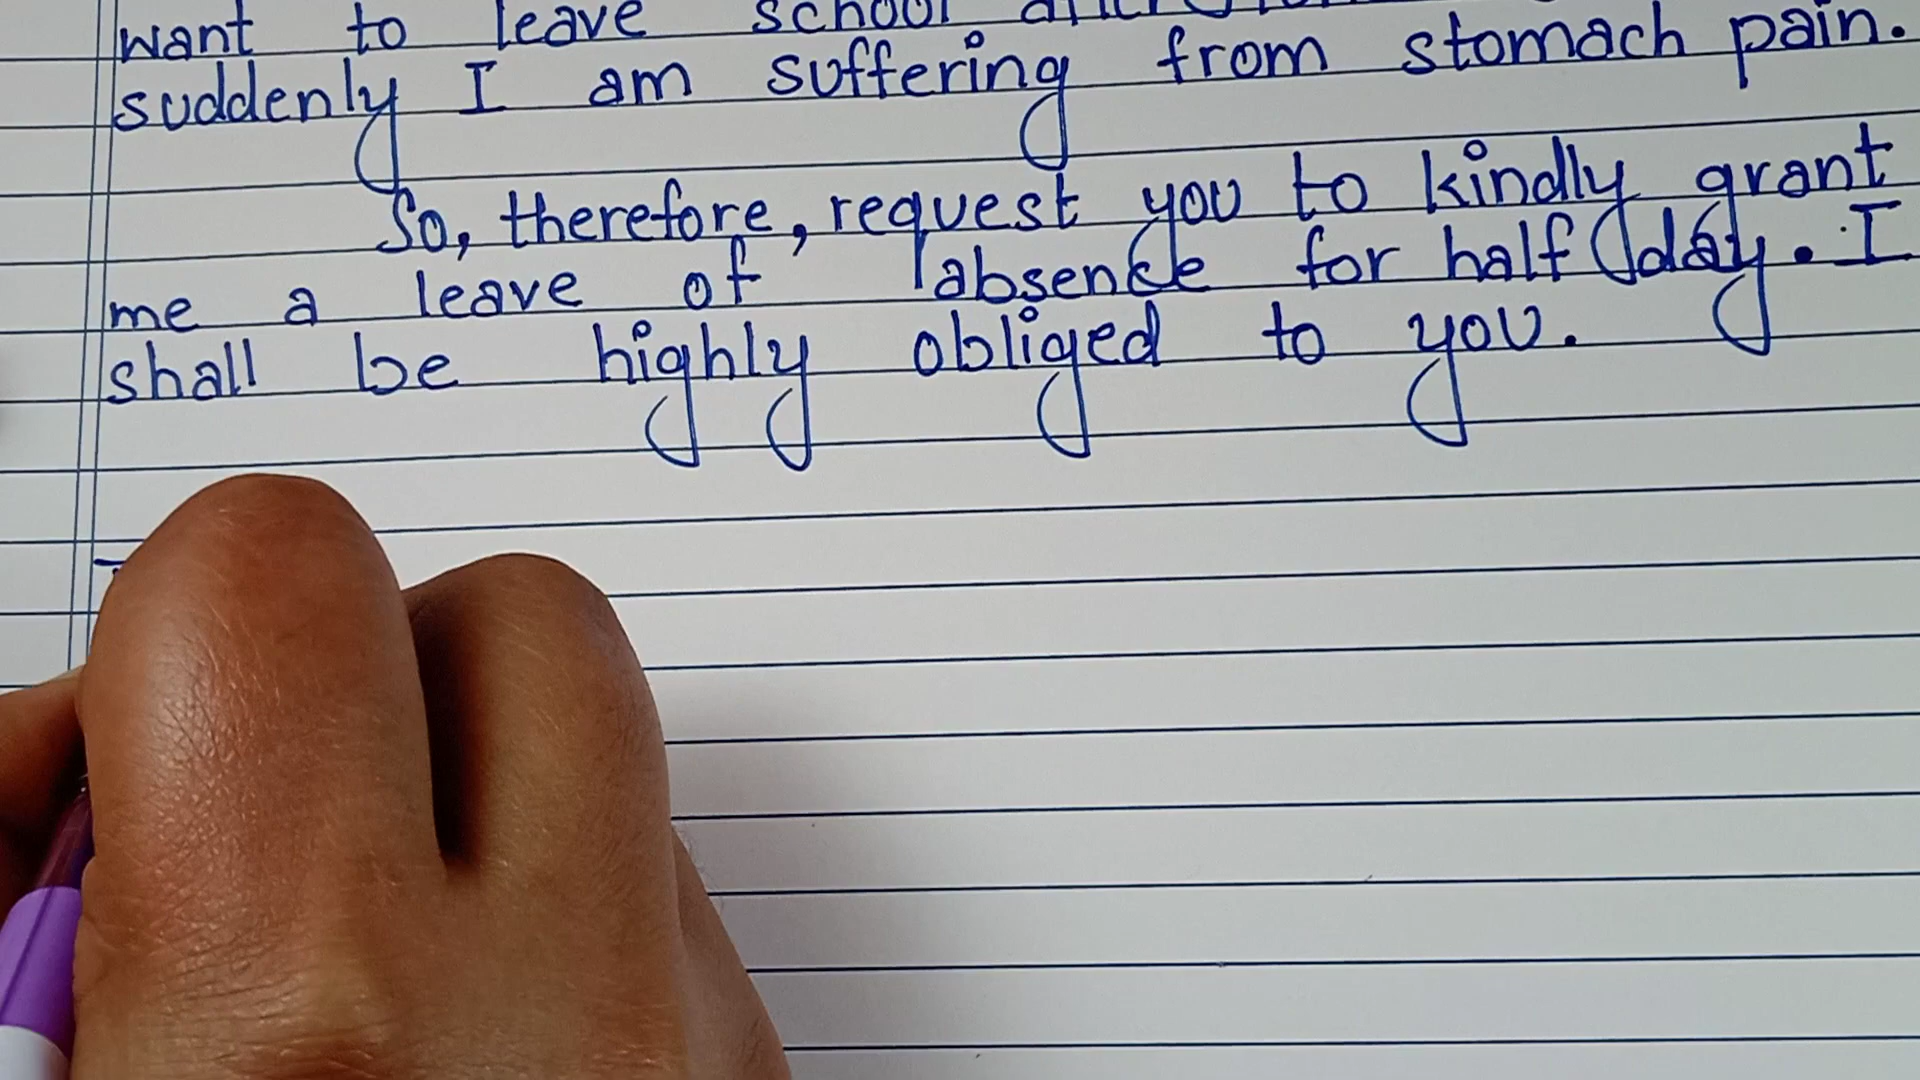 want to leave school
suddenly I am suffering from stomach pain.
So, therefore, request you to kindly grant
me a leave of absence for half day. I
shall be highly obliged to you.